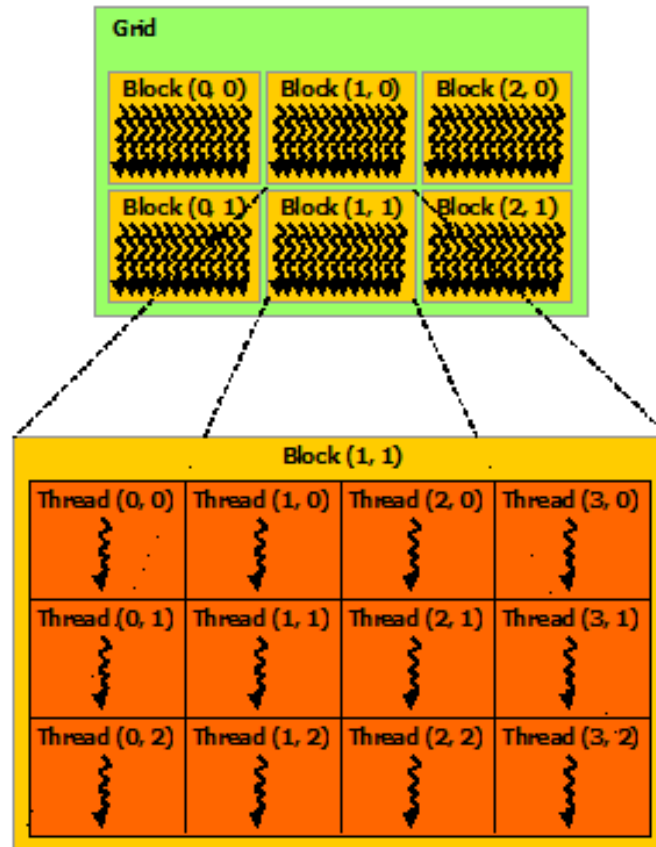 Grid
Block (0, 0) Block (1, 0) Block (2, 0)
Block (0, 1) Block (1, 1) Block (2, 1)
Block (1, 1)
Thread (0, 0) Thread (1, 0) Thread (2, 0) Thread (3, 0)
Thread (0, 1) Thread (1, 1) Thread (2, 1) Thread (3, 1)
Thread (0, 2) Thread (1, 2) Thread (2, 2) Thread (3, 2)